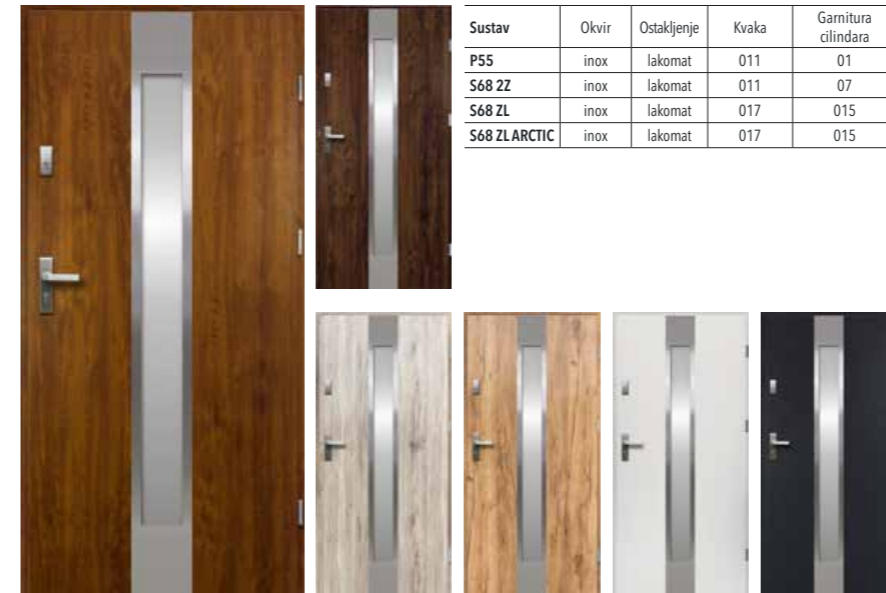 Sustav Okvir Ostakljenje Kvaka Garnitura cilindara
P55 inox lakomat 011 01
S68 2Z inox lakomat 011 07
S68 ZL inox lakomat 017 015
S68 ZL ARCTIC inox lakomat 017 015